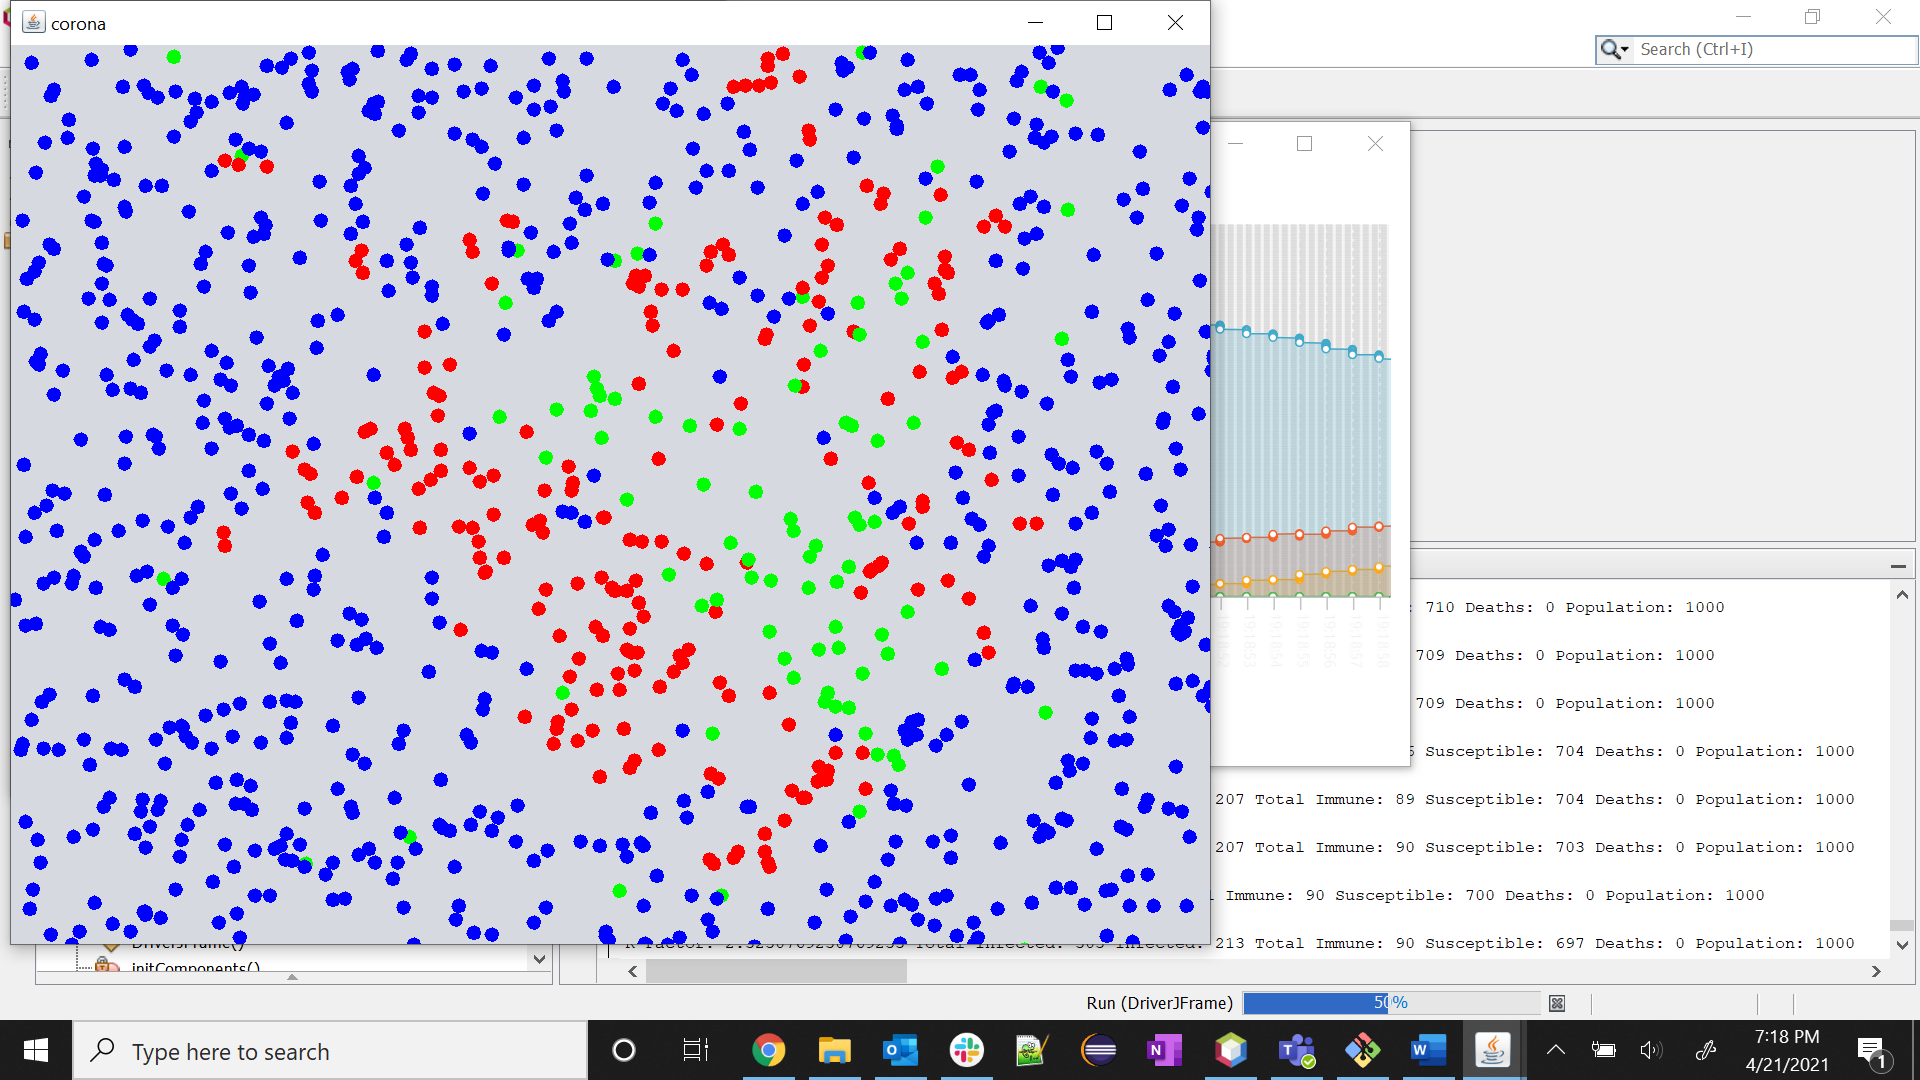 corona
Search (Ctrl+I)
710 Deaths: 0 Population: 1000
709 Deaths: 0 Population: 1000
709 Deaths: 0 Population: 1000
Susceptible: 704 Deaths: 0 Population: 1000
207 Total Immune: 89 Susceptible: 704 Deaths: 0 Population: 1000
207 Total Immune: 90 Susceptible: 703 Deaths: 0 Population: 1000
Immune: 90 Susceptible: 700 Deaths: 0 Population: 1000
213 Total Immune: 90 Susceptible: 697 Deaths: 0 Population: 1000
DriverJFrame()
initComponents()
Run (DriverJFrame) 50%
Type here to search
7:18 PM
4/21/2021
1